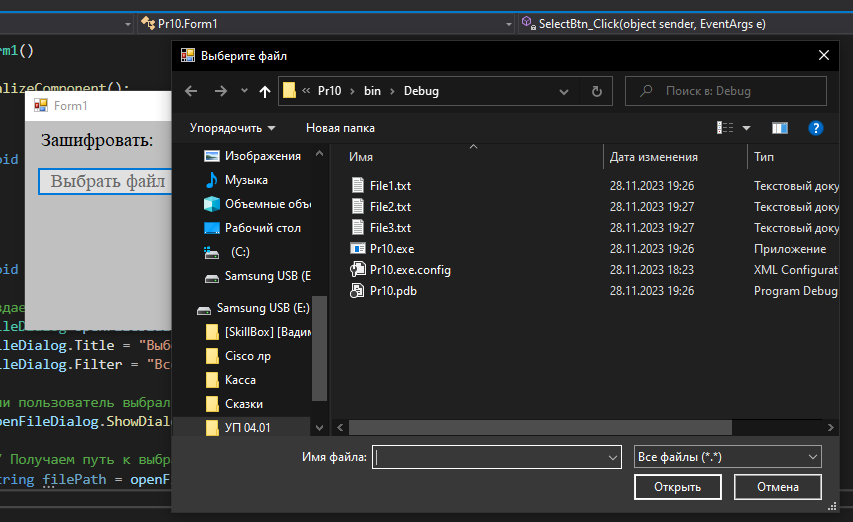 Pr10.Form1
SelectBtn_Click(object sender, EventArgs e)
rm1()
alizeComponent();
Form1
Зашифровать:
Выбрать файл
oid
oid
Выберите файл
Pr10 bin Debug
Поиск в: Debug
Упорядочить
Новая папка
Изображения
Музыка
Объемные объ
Рабочий стол
(C:)
Samsung USB (E
Samsung USB (E:)
[SkillBox] [Вадим
Cisco лр
Касса
Сказки
УП 04.01
Имя Дата изменения Тип
File1.txt 28.11.2023 19:26 Текстовый доку
File2.txt 28.11.2023 19:27 Текстовый доку
File3.txt 28.11.2023 19:27 Текстовый доку
Pr10.exe 28.11.2023 19:26 Приложение
Pr10.exe.config 28.11.2023 18:23 XML Configurat
Pr10.pdb 28.11.2023 19:26 Program Debug
здае
ileDialog.Title = "Выб
ileDialog.Filter = "Вс
ли пользователь выбрал
penFileDialog.ShowDial
/ Получаем путь к выбр
tring filePath = openF
Имя файла:
Все файлы (*.*)
Открыть
Отмена